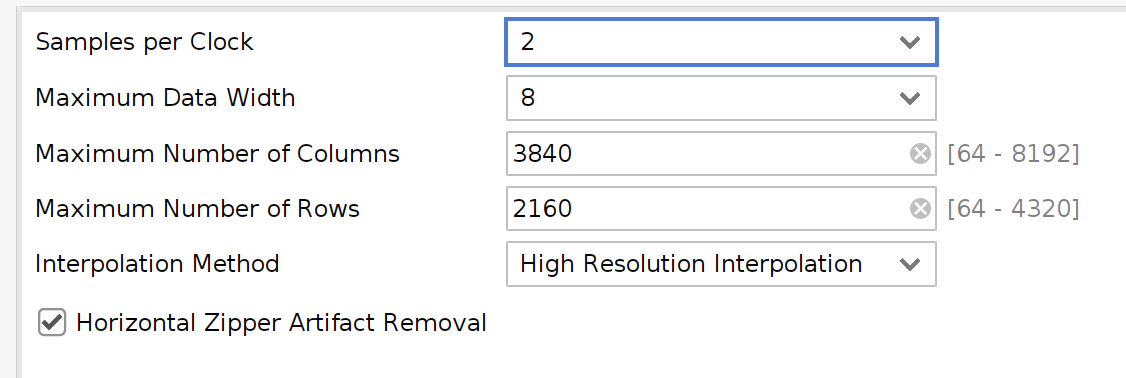 Samples per Clock 2
Maximum Data Width 8
Maximum Number of Columns 3840 [64 - 8192]
Maximum Number of Rows 2160 [64 - 4320]
Interpolation Method High Resolution Interpolation
Horizontal Zipper Artifact Removal